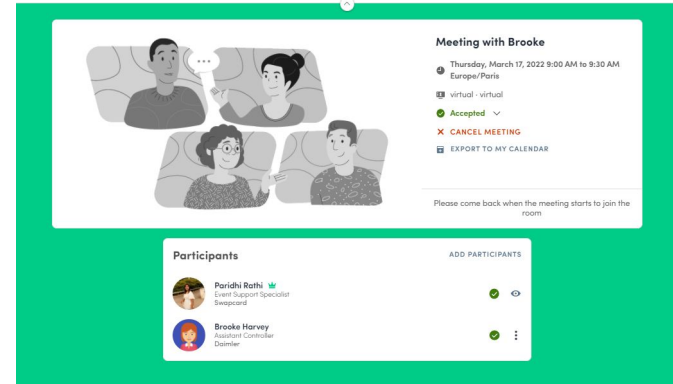 Meeting with Brooke
Thursday, March 17, 2022 9:00 AM to 9:30 AM
Europe/Paris
virtual · virtual
Accepted
CANCEL MEETING
EXPORT TO MY CALENDAR
Please come back when the meeting starts to join the
room
Participants
ADD PARTICIPANTS
Paridhi Rathi
Event Support Specialist
Swapcard
Brooke Harvey
Assistant Controller
Daimler